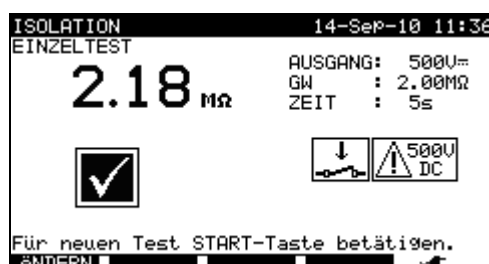 ISOLATION 14-Sep-10 11:36
EINZELTEST
2.18 MΩ
AUSGANG: 500V⎓
GW : 2.00MΩ
ZEIT : 5s
500V
DC
Für neuen Test START-Taste betätigen.
ÄNDERN